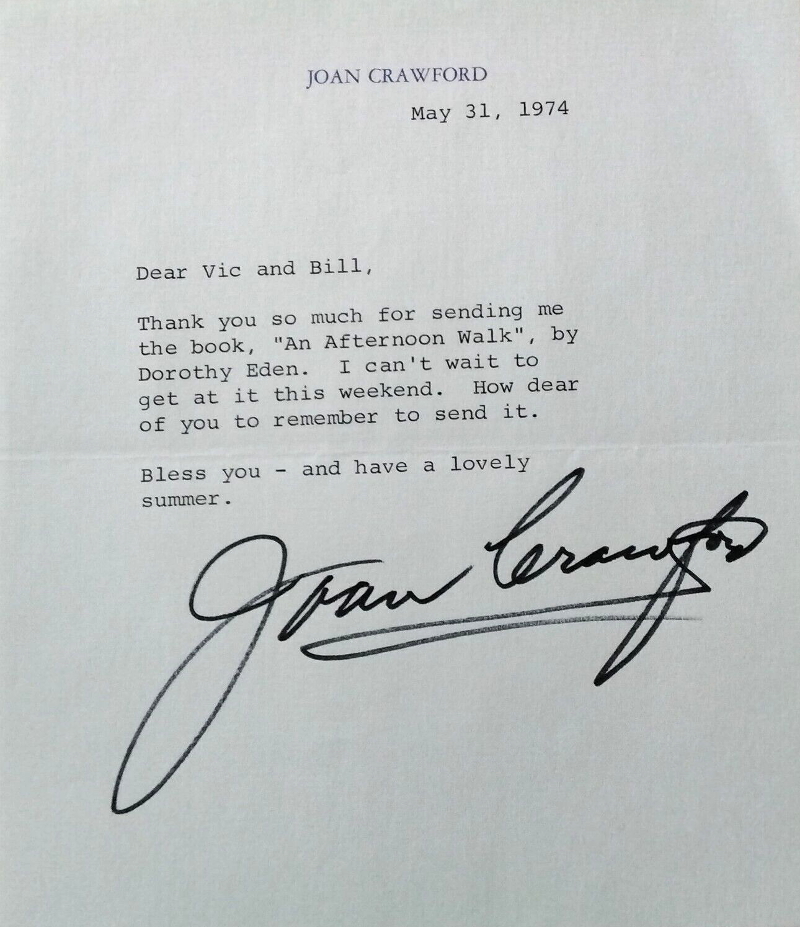 JOAN CRAWFORD
May 31, 1974
Dear Vic and Bill,
Thank you so much for sending me
the book, "An Afternoon Walk", by
Dorothy Eden.  I can't wait to
get at it this weekend.  How dear
of you to remember to send it.
Bless you - and have a lovely
summer.
Joan Crawford